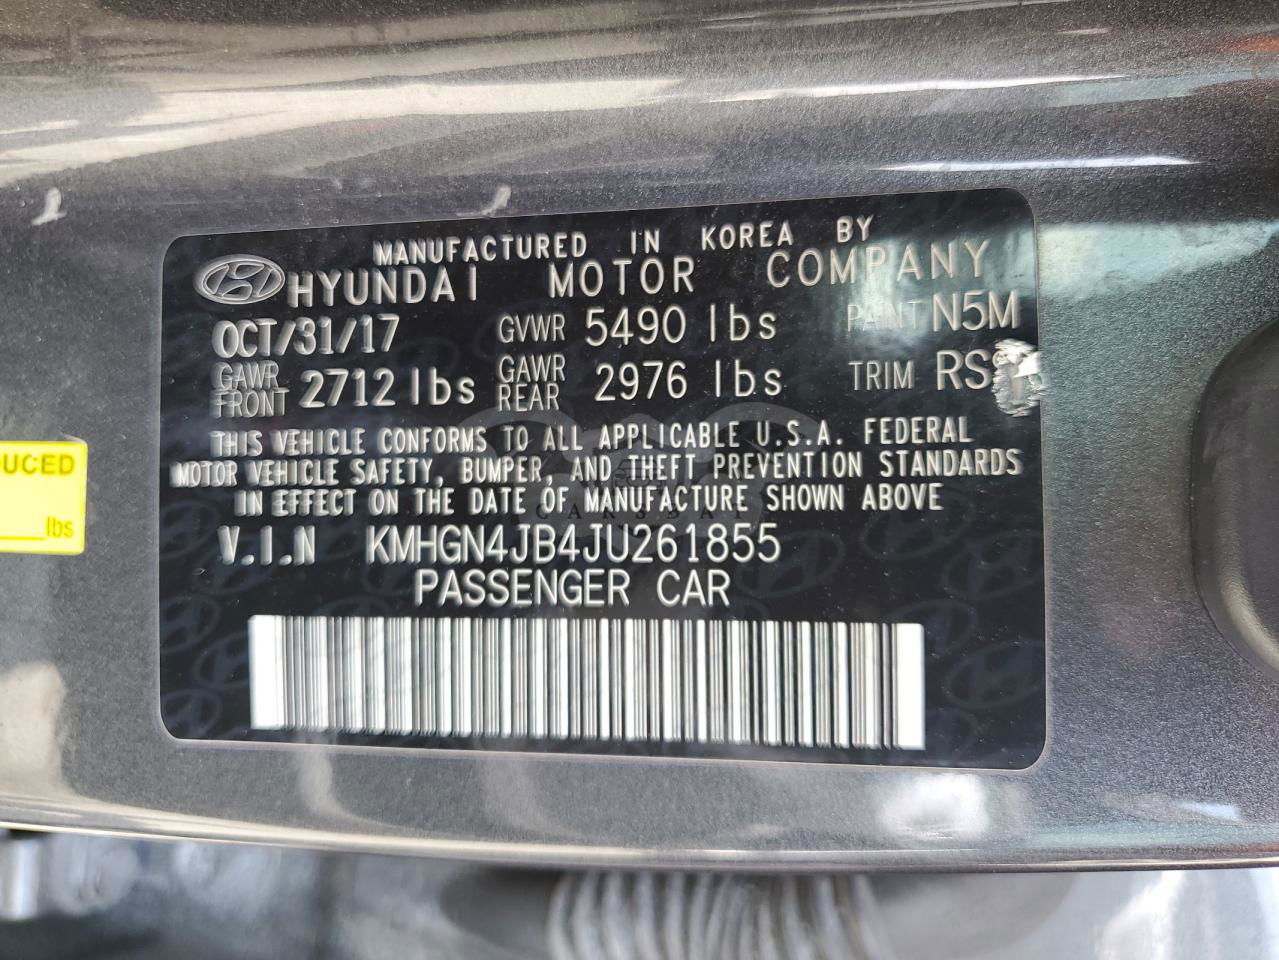 MANUFACTURED IN KOREA BY
HYUNDAI MOTOR COMPANY
OCT/31/17 GVWR 5490 lbs PAINT N5M
GAWR FRONT 2712 lbs GAWR REAR 2976 lbs TRIM RS
THIS VEHICLE CONFORMS TO ALL APPLICABLE U.S.A. FEDERAL
MOTOR VEHICLE SAFETY, BUMPER, AND THEFT PREVENTION STANDARDS
IN EFFECT ON THE DATE OF MANUFACTURE SHOWN ABOVE
V.I.N KMHGN4JB4JU261855
PASSENGER CAR
UCED
lbs